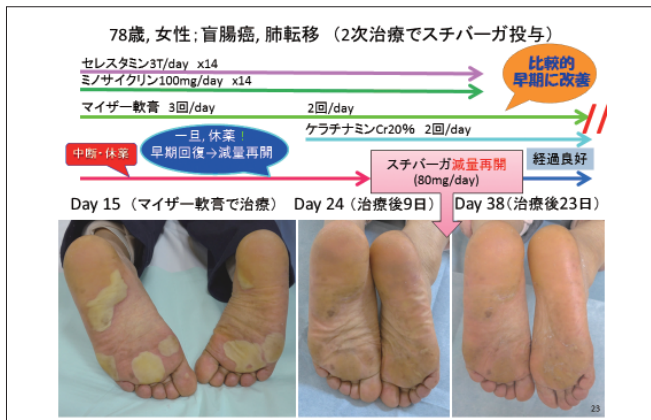 78歳, 女性; 盲腸癌, 肺転移 （2次治療でスチバーガ投与）
セレスタミン3T/day x14
ミノサイクリン100mg/day x14
比較的
早期に改善
マイザー軟膏 3回/day 2回/day
ケラチナミンCr20% 2回/day
一旦, 休薬！
早期回復→減量再開
中断・休薬
スチバーガ減量再開
(80mg/day)
経過良好
Day 15 （マイザー軟膏で治療） Day 24（治療後9日） Day 38（治療後23日）
23